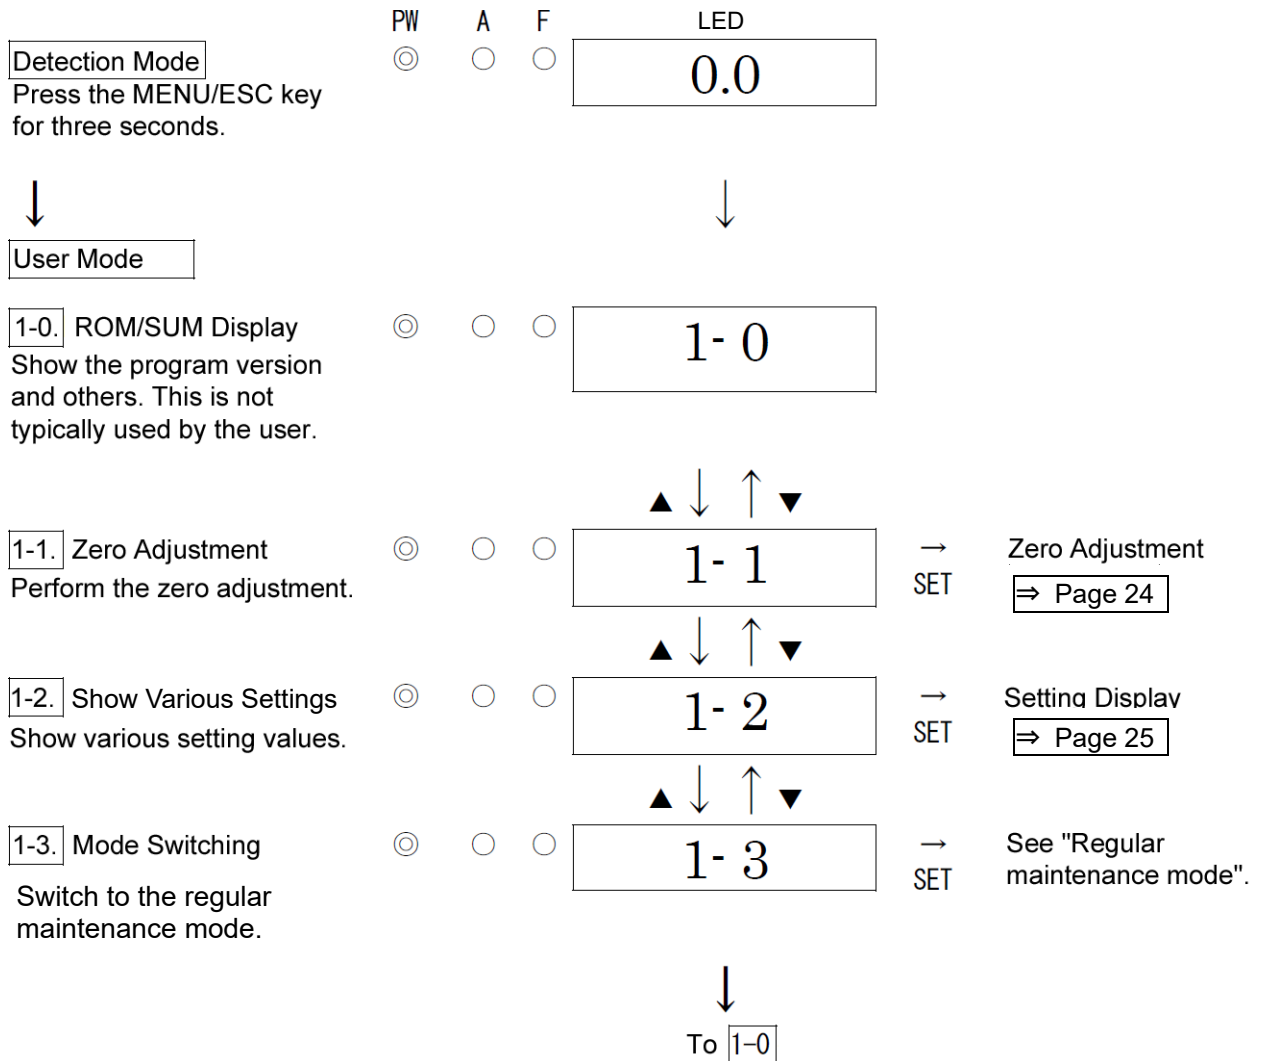 PW A F LED
Detection Mode ◎ ○ ○ 0.0
Press the MENU/ESC key
for three seconds.
↓ ↓
User Mode
1-0. ROM/SUM Display ◎ ○ ○ 1- 0
Show the program version
and others. This is not
typically used by the user.
▲ ↓ ↑ ▼
1-1. Zero Adjustment ◎ ○ ○ 1- 1 → Zero Adjustment
Perform the zero adjustment. SET ⇒ Page 24
▲ ↓ ↑ ▼
1-2. Show Various Settings ◎ ○ ○ 1- 2 → Setting Display
Show various setting values. SET ⇒ Page 25
▲ ↓ ↑ ▼
1-3. Mode Switching ◎ ○ ○ 1- 3 → See "Regular
SET maintenance mode".
Switch to the regular
maintenance mode.
↓
To 1-0